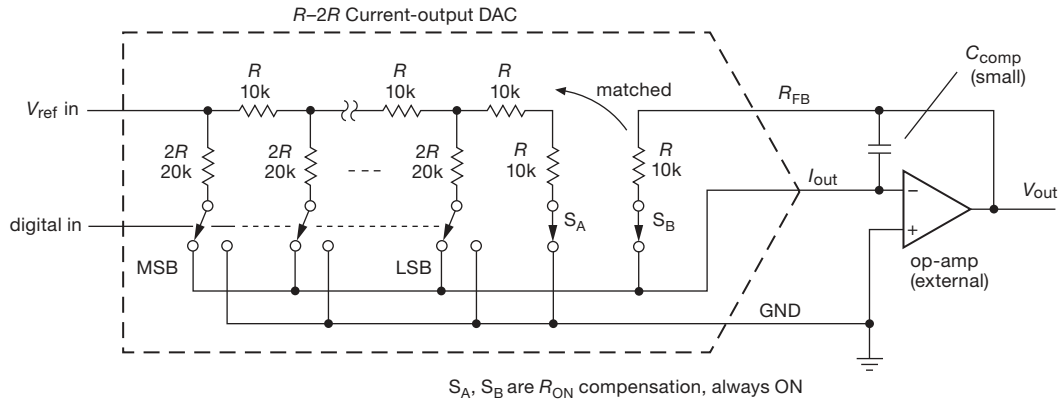 R–2R Current-output DAC
R
10k
R
10k
R
10k
matched
R_FB
C_comp
(small)
V_ref in
2R
20k
2R
20k
2R
20k
R
10k
R
10k
I_out
V_out
digital in
S_A
S_B
MSB
LSB
−
+
op-amp
(external)
GND
S_A, S_B are R_ON compensation, always ON